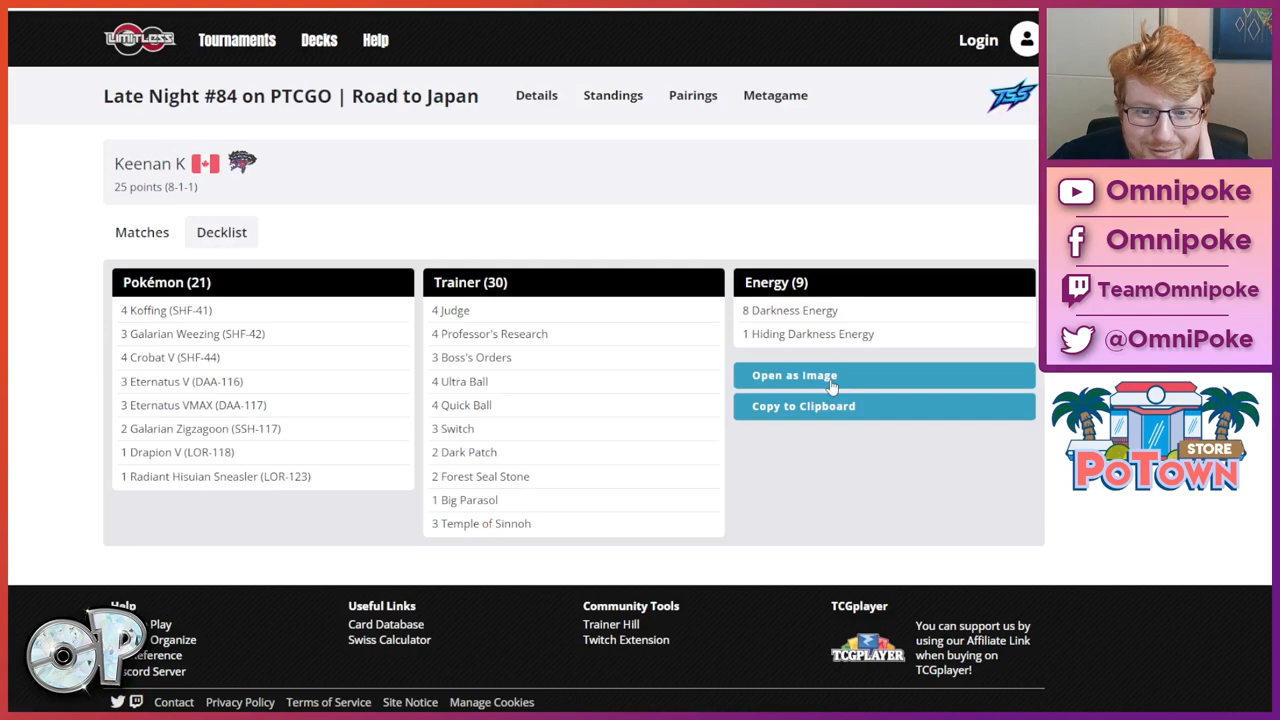 LIMITLESS
Tournaments
Decks
Help
Login
Late Night #84 on PTCGO | Road to Japan
Details
Standings
Pairings
Metagame
TSS
Keenan K
25 points (8-1-1)
Matches
Decklist
Pokémon (21)
4 Koffing (SHF-41)
3 Galarian Weezing (SHF-42)
4 Crobat V (SHF-44)
3 Eternatus V (DAA-116)
3 Eternatus VMAX (DAA-117)
2 Galarian Zigzagoon (SSH-117)
1 Drapion V (LOR-118)
1 Radiant Hisuian Sneasler (LOR-123)
Trainer (30)
4 Judge
4 Professor's Research
3 Boss's Orders
4 Ultra Ball
4 Quick Ball
3 Switch
2 Dark Patch
2 Forest Seal Stone
1 Big Parasol
3 Temple of Sinnoh
Energy (9)
8 Darkness Energy
1 Hiding Darkness Energy
Open as Image
Copy to Clipboard
Omnipoke
Omnipoke
TeamOmnipoke
@OmniPoke
STORE
POTOWN
Help
Play
Organize
ference
scord Server
Useful Links
Card Database
Swiss Calculator
Community Tools
Trainer Hill
Twitch Extension
TCGplayer
TCGPLAYER
You can support us by
using our Affiliate Link
when buying on
TCGplayer!
OP
Contact
Privacy Policy
Terms of Service
Site Notice
Manage Cookies